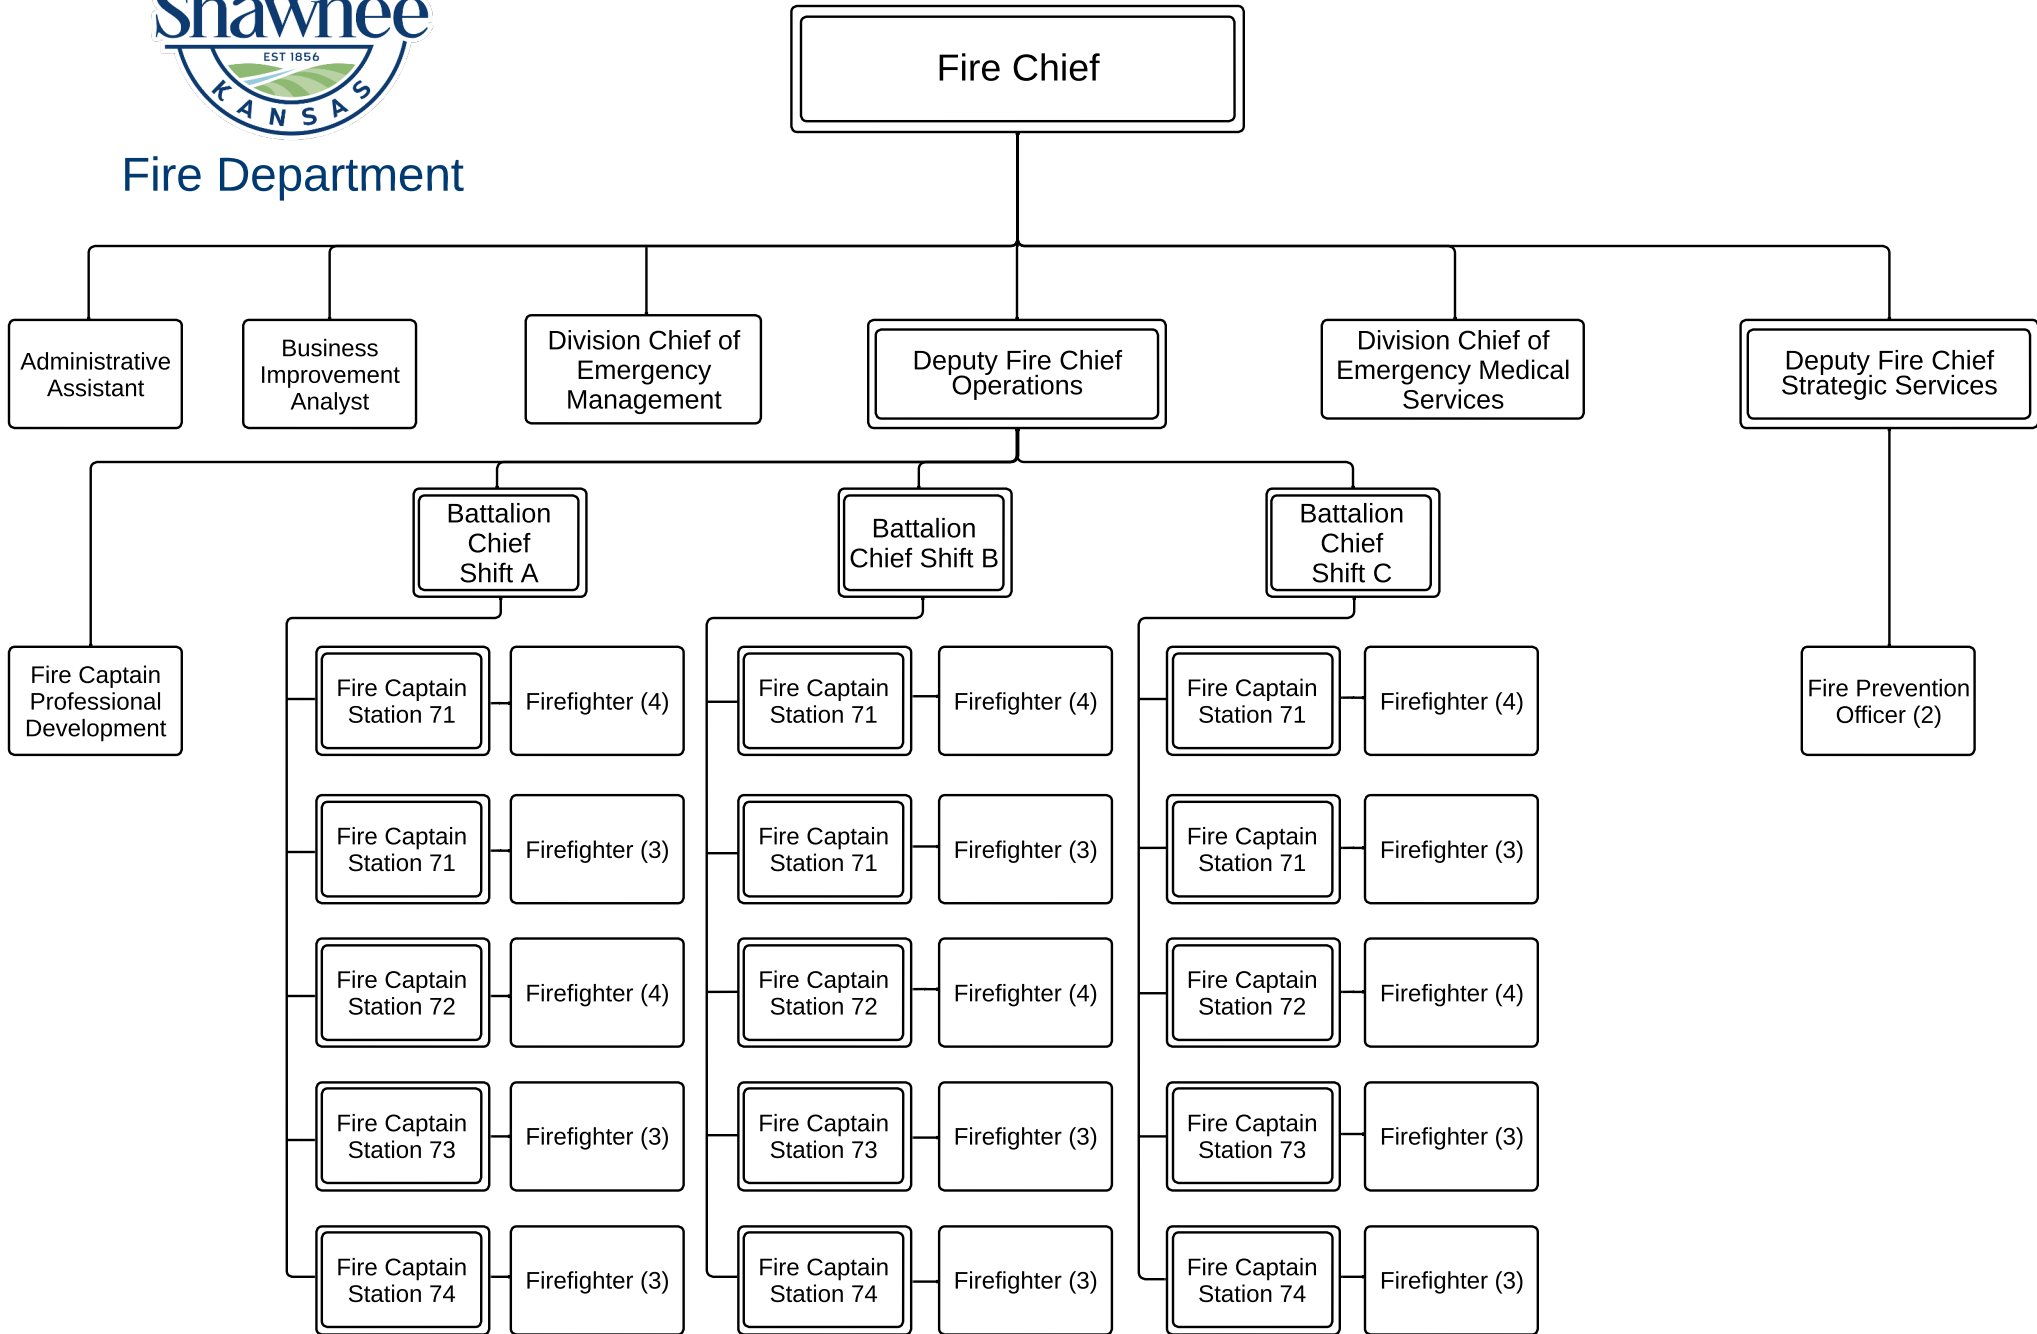 Shawnee
EST 1856
KANSAS
Fire Department
Fire Chief
Administrative
Assistant
Business
Improvement
Analyst
Division Chief of
Emergency
Management
Deputy Fire Chief
Operations
Division Chief of
Emergency Medical
Services
Deputy Fire Chief
Strategic Services
Battalion
Chief
Shift A
Battalion
Chief Shift B
Battalion
Chief
Shift C
Fire Captain
Professional
Development
Fire Captain
Station 71
Firefighter (4)
Fire Captain
Station 71
Firefighter (4)
Fire Captain
Station 71
Firefighter (4)
Fire Prevention
Officer (2)
Fire Captain
Station 71
Firefighter (3)
Fire Captain
Station 71
Firefighter (3)
Fire Captain
Station 71
Firefighter (3)
Fire Captain
Station 72
Firefighter (4)
Fire Captain
Station 72
Firefighter (4)
Fire Captain
Station 72
Firefighter (4)
Fire Captain
Station 73
Firefighter (3)
Fire Captain
Station 73
Firefighter (3)
Fire Captain
Station 73
Firefighter (3)
Fire Captain
Station 74
Firefighter (3)
Fire Captain
Station 74
Firefighter (3)
Fire Captain
Station 74
Firefighter (3)